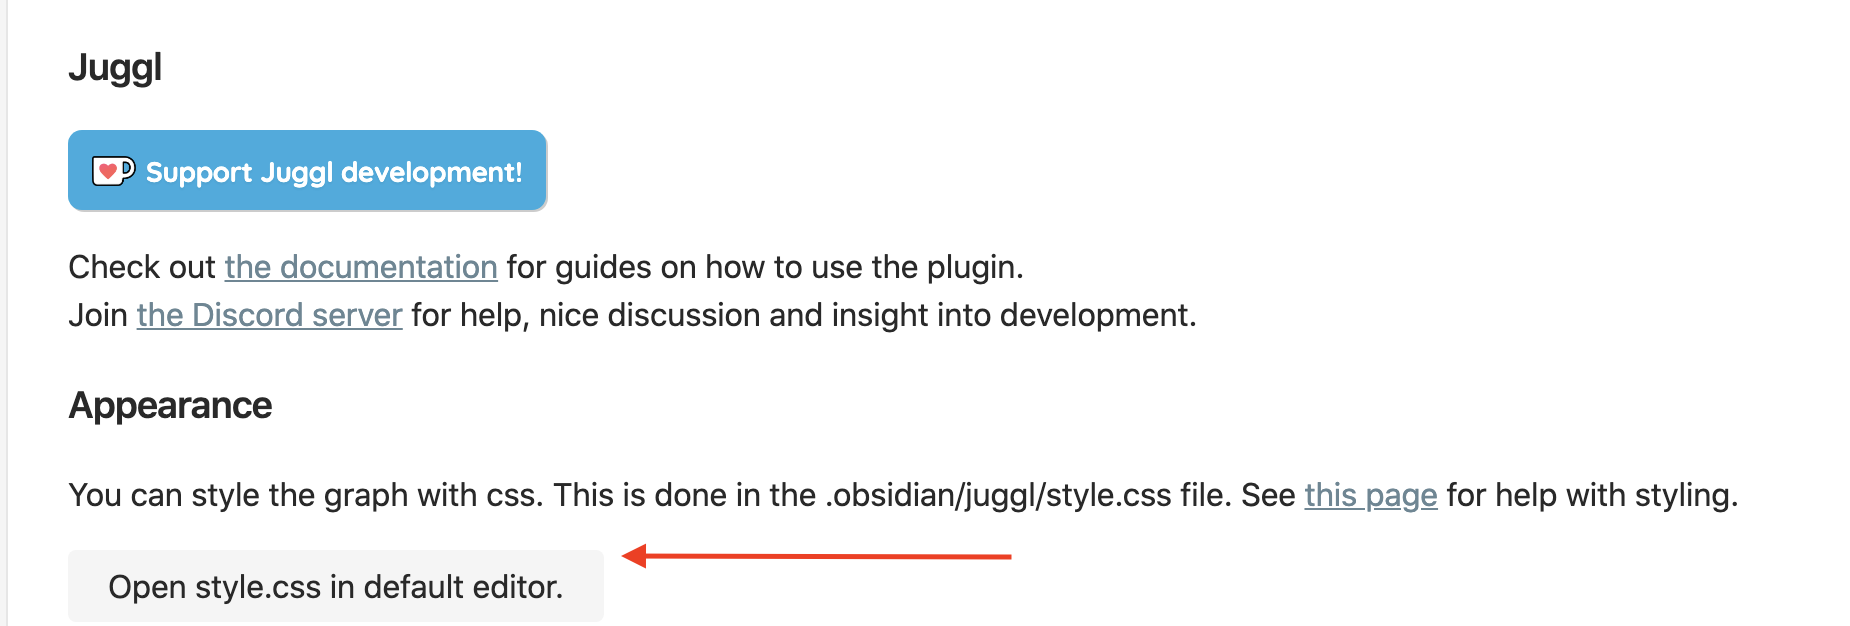 Juggl
Support Juggl development!
Check out the documentation for guides on how to use the plugin.
Join the Discord server for help, nice discussion and insight into development.
Appearance
You can style the graph with css. This is done in the .obsidian/juggl/style.css file. See this page for help with styling.
Open style.css in default editor.